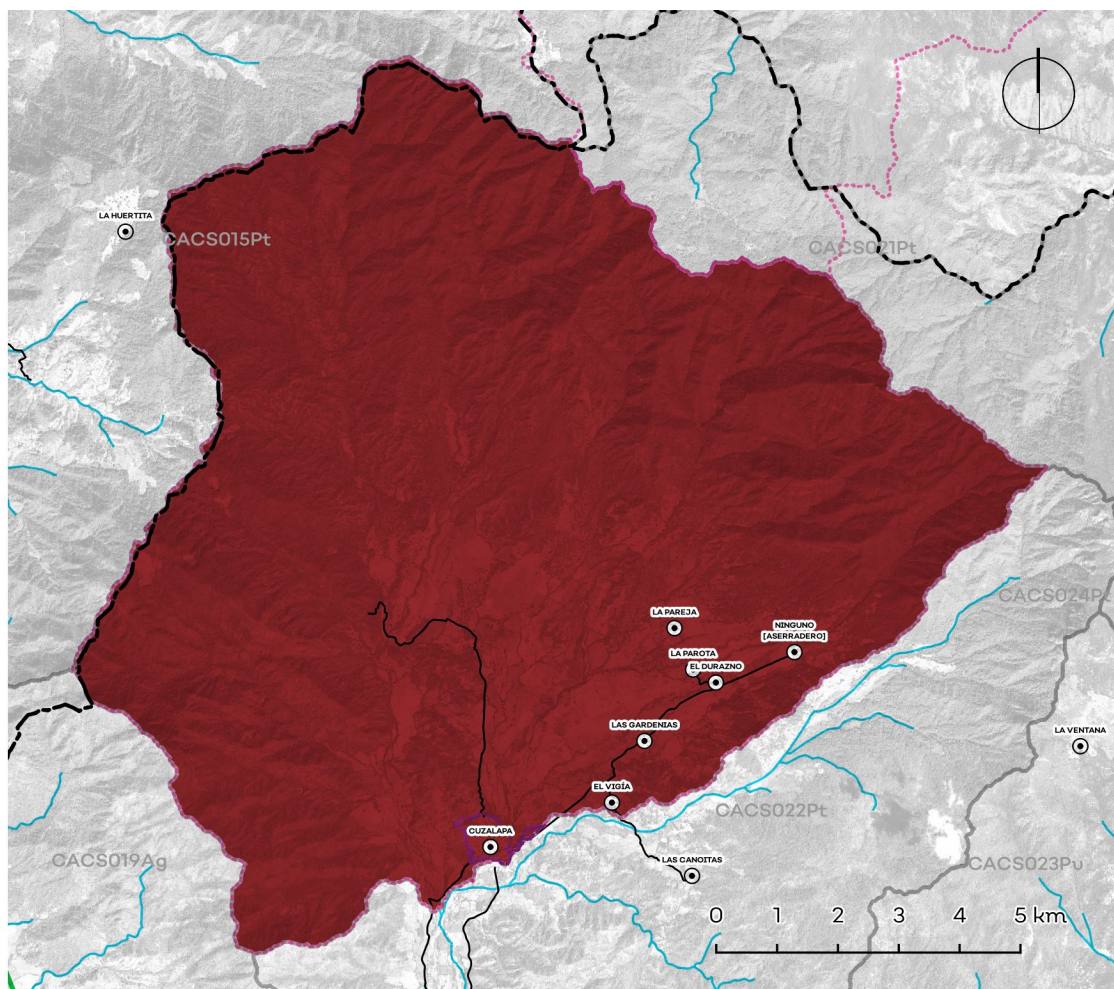 LA HUERTITA
CACS015Pt
CACS021Pt
CACS024P
LA PAREJA
NINGUNO
[ASERRADERO]
LA PAROTA
EL DURAZNO
LAS GARDENIAS
LA VENTANA
EL VIGÍA
CACS022Pt
CUZALAPA
CACS019Ag
LAS CANOITAS
CACS023Pu
0 1 2 3 4 5 km